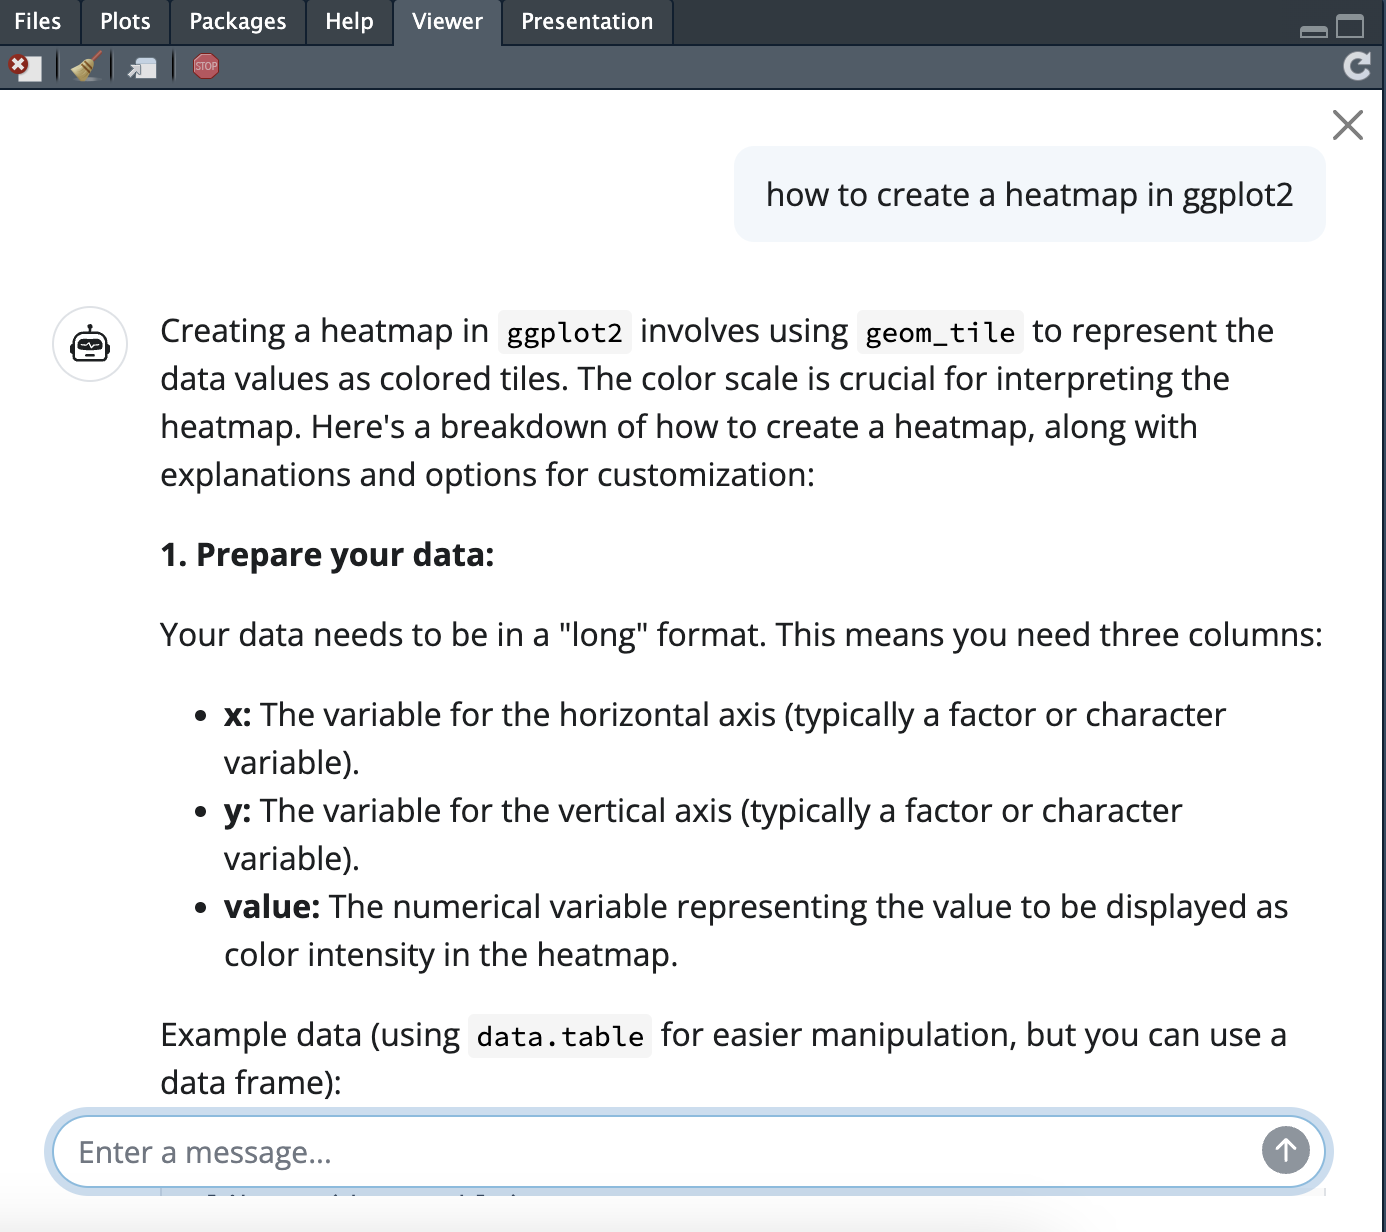 Files Plots Packages Help Viewer Presentation
STOP
how to create a heatmap in ggplot2
Creating a heatmap in ggplot2 involves using geom_tile to represent the
data values as colored tiles. The color scale is crucial for interpreting the
heatmap. Here's a breakdown of how to create a heatmap, along with
explanations and options for customization:
1. Prepare your data:
Your data needs to be in a "long" format. This means you need three columns:
• x: The variable for the horizontal axis (typically a factor or character
variable).
• y: The variable for the vertical axis (typically a factor or character
variable).
• value: The numerical variable representing the value to be displayed as
color intensity in the heatmap.
Example data (using data.table for easier manipulation, but you can use a
data frame):
Enter a message...